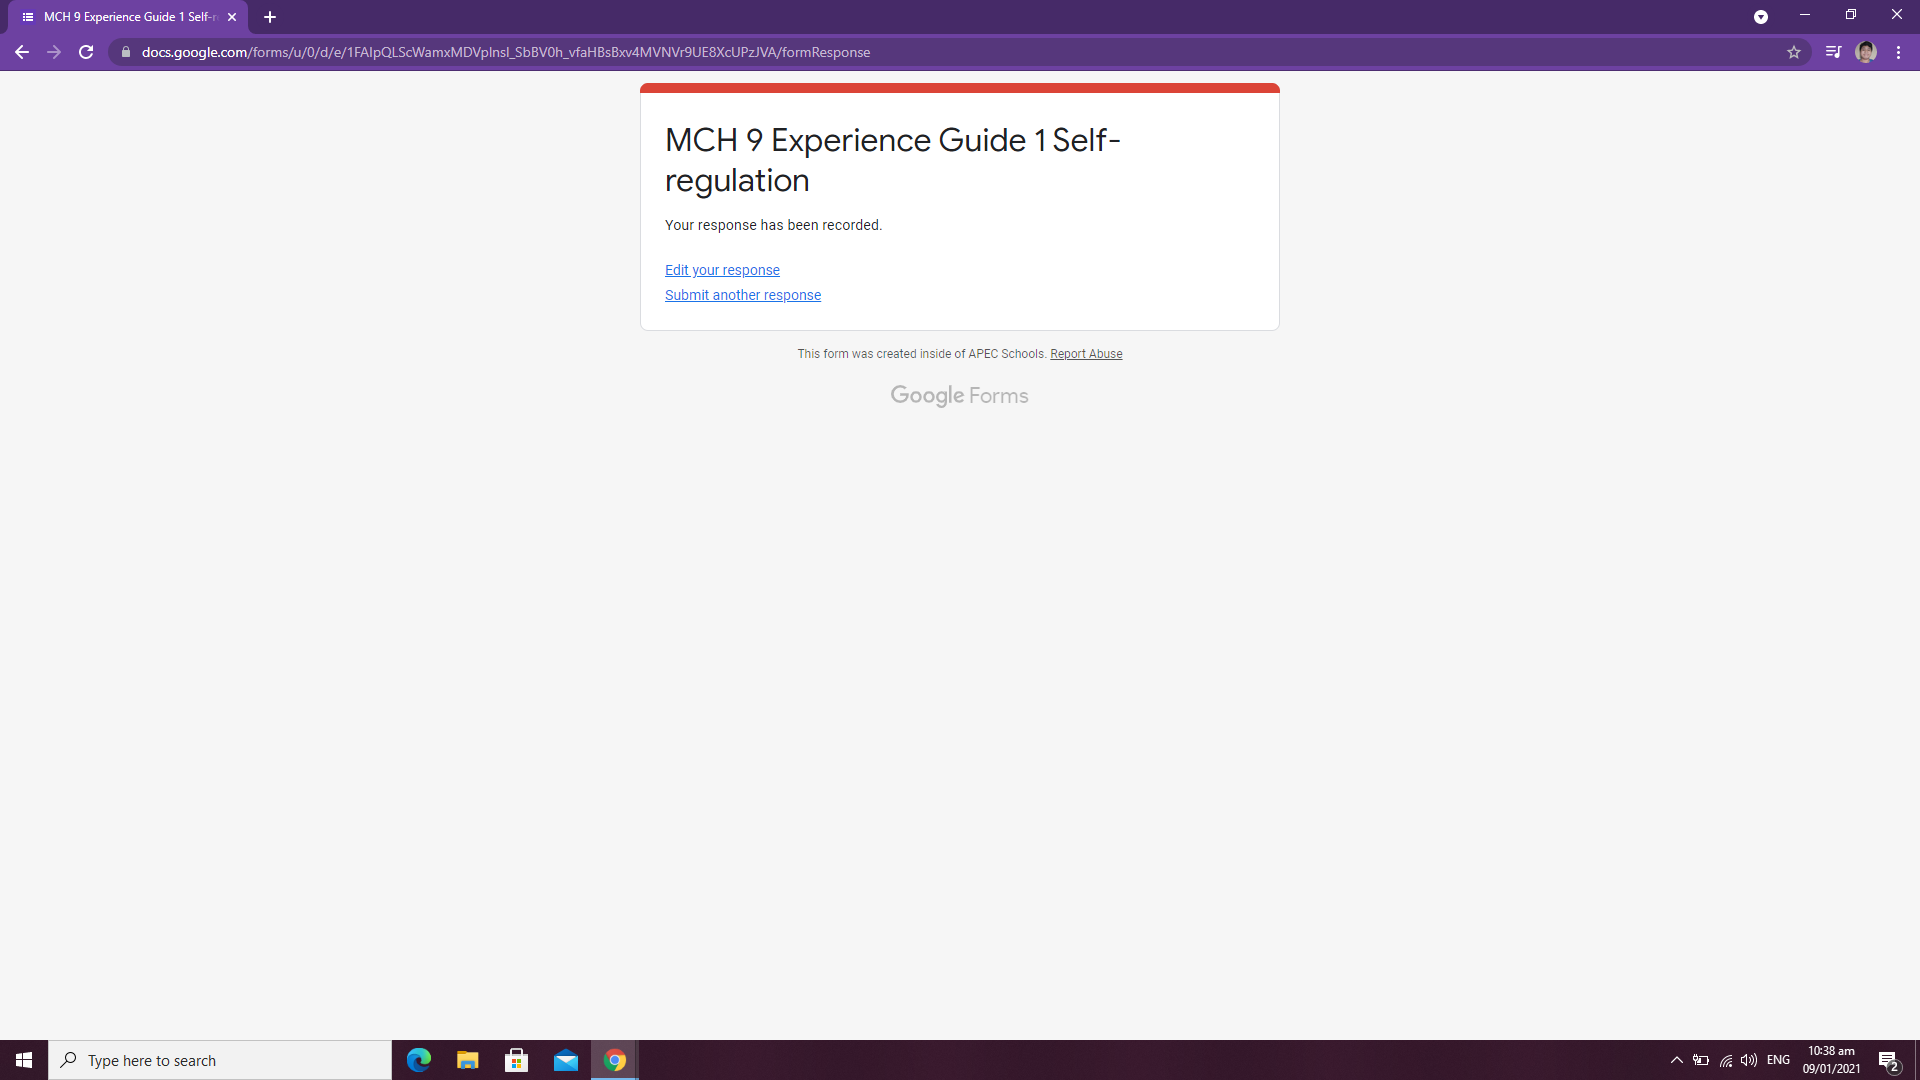 MCH 9 Experience Guide 1 Self-r
docs.google.com/forms/u/0/d/e/1FAIpQLScWamxMDVplnsI_SbBV0h_vfaHBsBxv4MVNVr9UE8XcUPzJVA/formResponse
MCH 9 Experience Guide 1 Self-
regulation
Your response has been recorded.
Edit your response
Submit another response
This form was created inside of APEC Schools. Report Abuse
Google Forms
Type here to search
ENG
10:38 am
09/01/2021
2